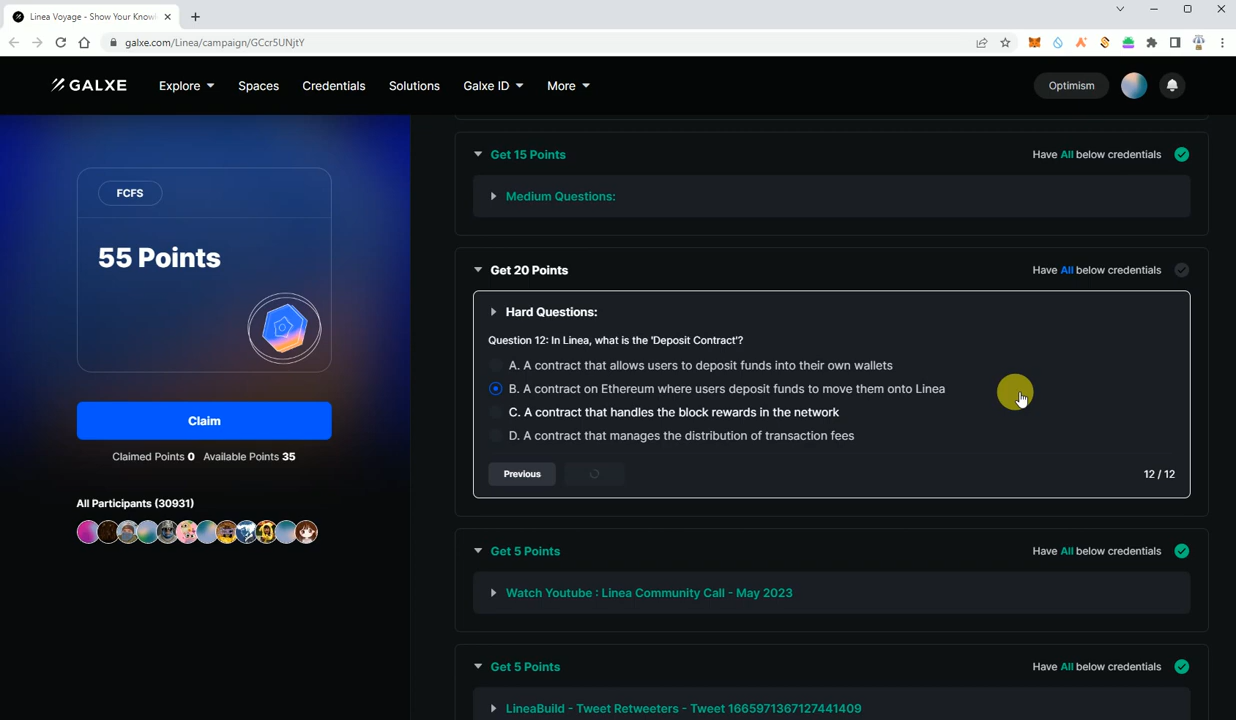 Linea Voyage - Show Your Knowl
galxe.com/Linea/campaign/GCcr5UNjtY
GALXE
Explore
Spaces
Credentials
Solutions
Galxe ID
More
Optimism
FCFS
55 Points
Claim
Claimed Points 0 Available Points 35
All Participants (30931)
Get 15 Points
Have All below credentials
Medium Questions:
Get 20 Points
Have All below credentials
Hard Questions:
Question 12: In Linea, what is the 'Deposit Contract'?
A. A contract that allows users to deposit funds into their own wallets
B. A contract on Ethereum where users deposit funds to move them onto Linea
C. A contract that handles the block rewards in the network
D. A contract that manages the distribution of transaction fees
Previous
12 / 12
Get 5 Points
Have All below credentials
Watch Youtube : Linea Community Call - May 2023
Get 5 Points
Have All below credentials
LineaBuild - Tweet Retweeters - Tweet 1665971367127441409